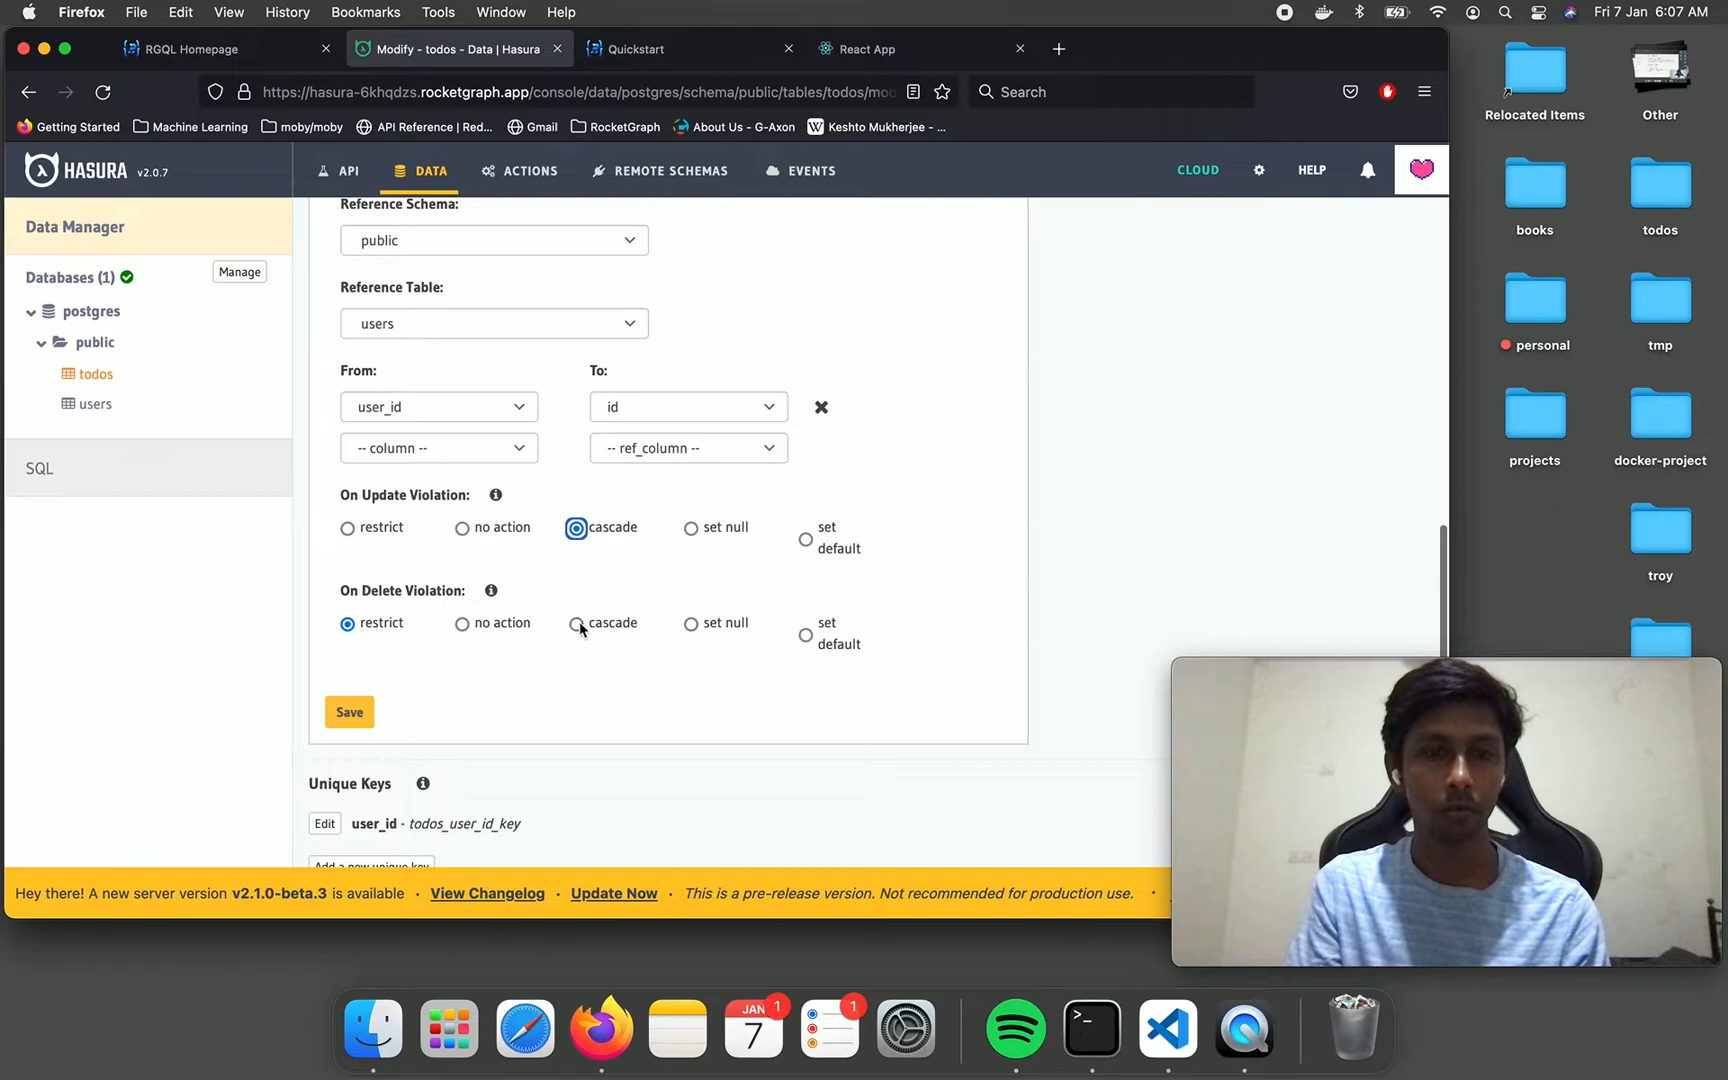 Firefox File Edit View History Bookmarks Tools Window Help
Fri 7 Jan 6:07 AM
RGQL Homepage
Modify - todos - Data | Hasura
Quickstart
React App
https://hasura-6khqdzs.rocketgraph.app/console/data/postgres/schema/public/tables/todos/mod
Search
Getting Started
Machine Learning
moby/moby
API Reference | Red...
Gmail
RocketGraph
About Us - G-Axon
W Keshto Mukherjee - ...
HASURA v2.0.7
API
DATA
ACTIONS
REMOTE SCHEMAS
EVENTS
CLOUD
HELP
Data Manager
Databases (1)
Manage
postgres
public
todos
users
SQL
Reference Schema:
public
Reference Table:
users
From:
To:
user_id
id
-- column --
-- ref_column --
On Update Violation:
restrict
no action
cascade
set null
set
default
On Delete Violation:
restrict
no action
cascade
set null
set
default
Save
Unique Keys
Edit
user_id - todos_user_id_key
Add a new unique key
Hey there! A new server version v2.1.0-beta.3 is available · View Changelog · Update Now · This is a pre-release version. Not recommended for production use. ·
Relocated Items
Other
books
todos
personal
tmp
projects
docker-project
troy
JAN
7
1
1
>_